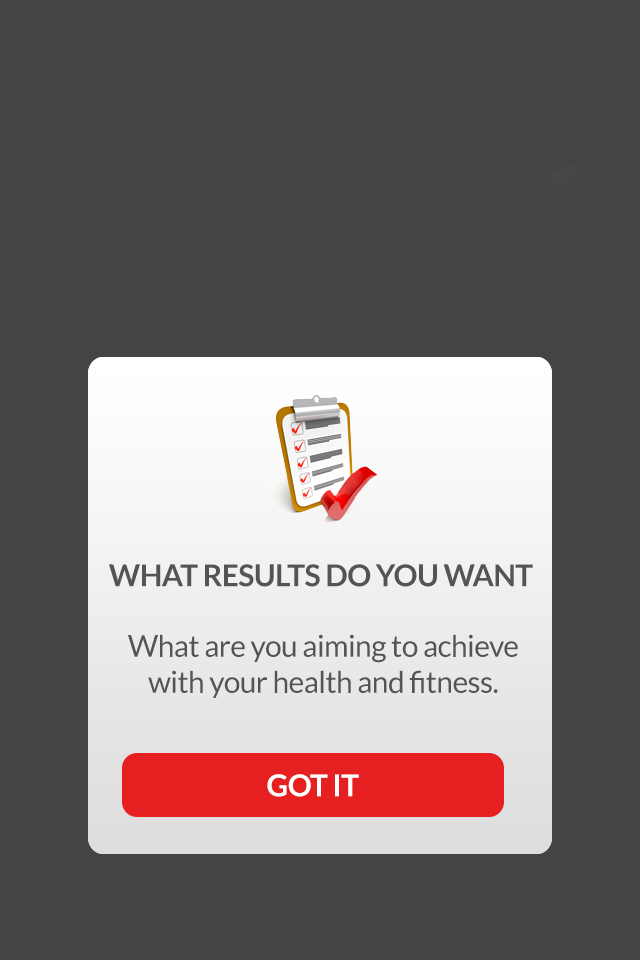 WHAT RESULTS DO YOU WANT
What are you aiming to achieve
with your health and fitness.
GOT IT